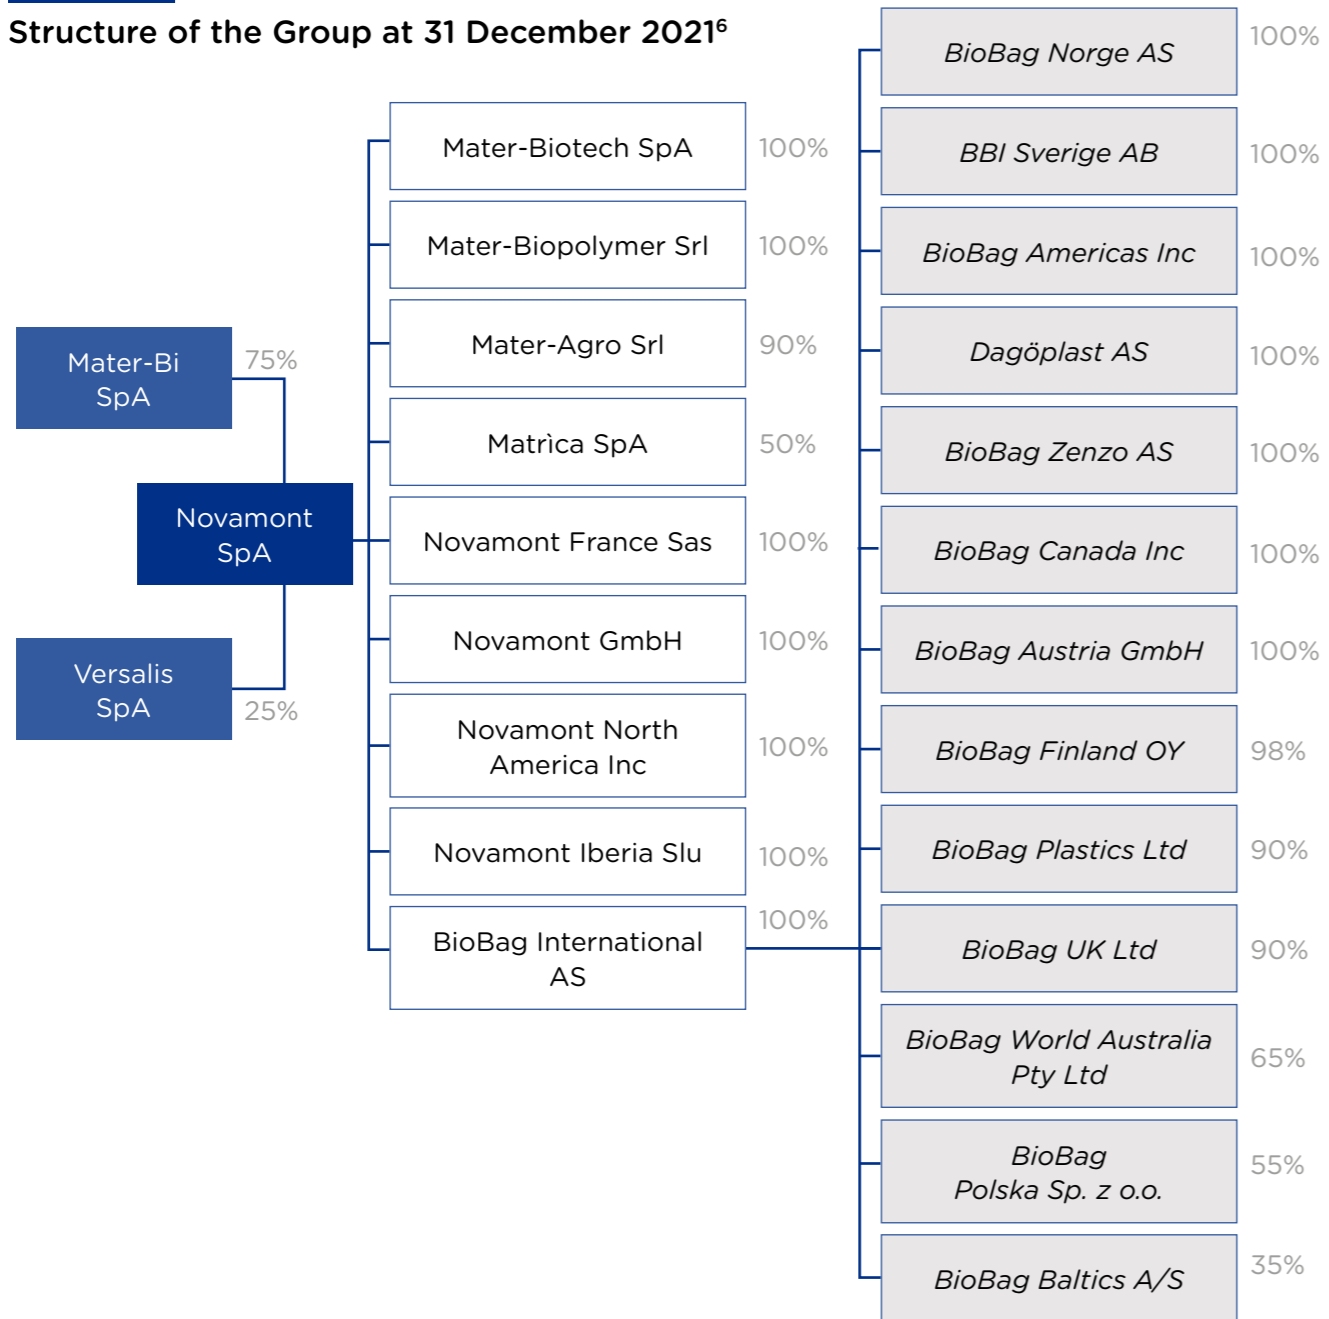 Structure of the Group at 31 December 2021⁶
Mater-Bi
SpA
75%
Novamont
SpA
Versalis
SpA
25%
Mater-Biotech SpA
100%
Mater-Biopolymer Srl
100%
Mater-Agro Srl
90%
Matrìca SpA
50%
Novamont France Sas
100%
Novamont GmbH
100%
Novamont North
America Inc
100%
Novamont Iberia Slu
100%
BioBag International
AS
100%
BioBag Norge AS
100%
BBI Sverige AB
100%
BioBag Americas Inc
100%
Dagöplast AS
100%
BioBag Zenzo AS
100%
BioBag Canada Inc
100%
BioBag Austria GmbH
100%
BioBag Finland OY
98%
BioBag Plastics Ltd
90%
BioBag UK Ltd
90%
BioBag World Australia
Pty Ltd
65%
BioBag
Polska Sp. z o.o.
55%
BioBag Baltics A/S
35%